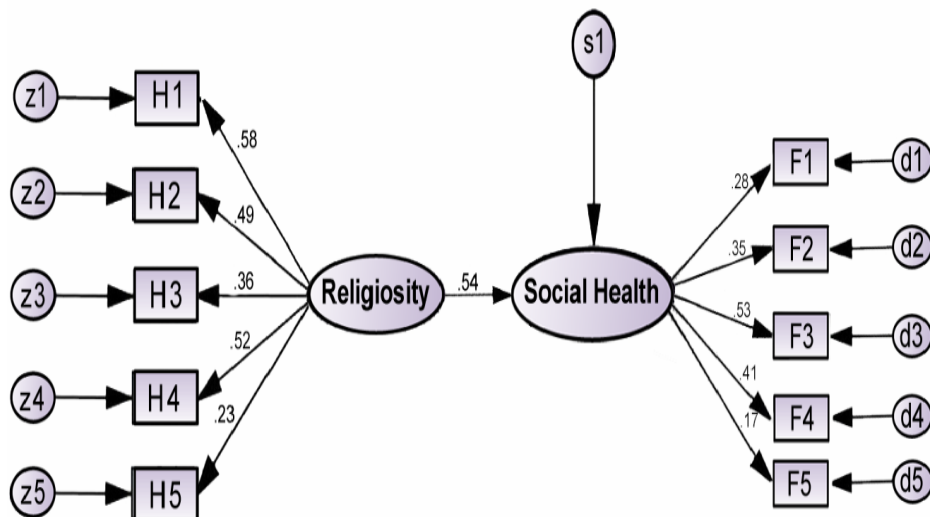 s1
z1
H1
.58
z2
H2
.49
z3
H3
.36
Religiosity
.54
Social Health
z4
H4
.52
z5
H5
.23
.28
F1
d1
.35
F2
d2
.53
F3
d3
.41
F4
d4
.17
F5
d5